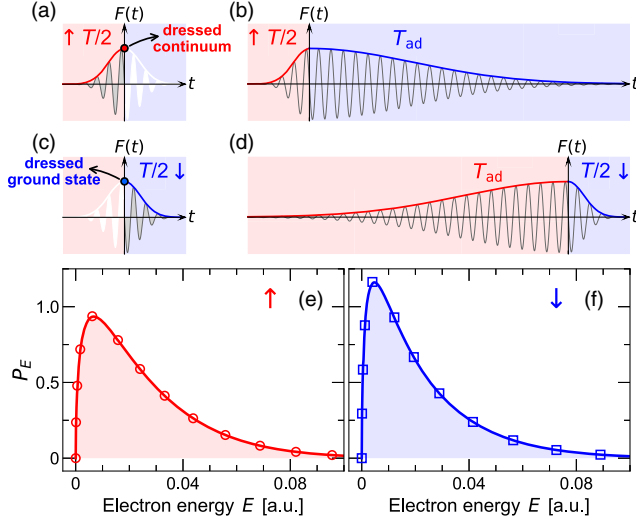 (a) F(t) (b) F(t)
↑ T/2 dressed continuum ↑ T/2 T_ad
t t
(c) F(t) (d) F(t)
dressed ground state T/2 ↓ T_ad T/2 ↓
t t
↑ (e) ↓ (f)
1.0
0.5
0
P_E
0 0.04 0.08 0 0.04 0.08
Electron energy E [a.u.] Electron energy E [a.u.]